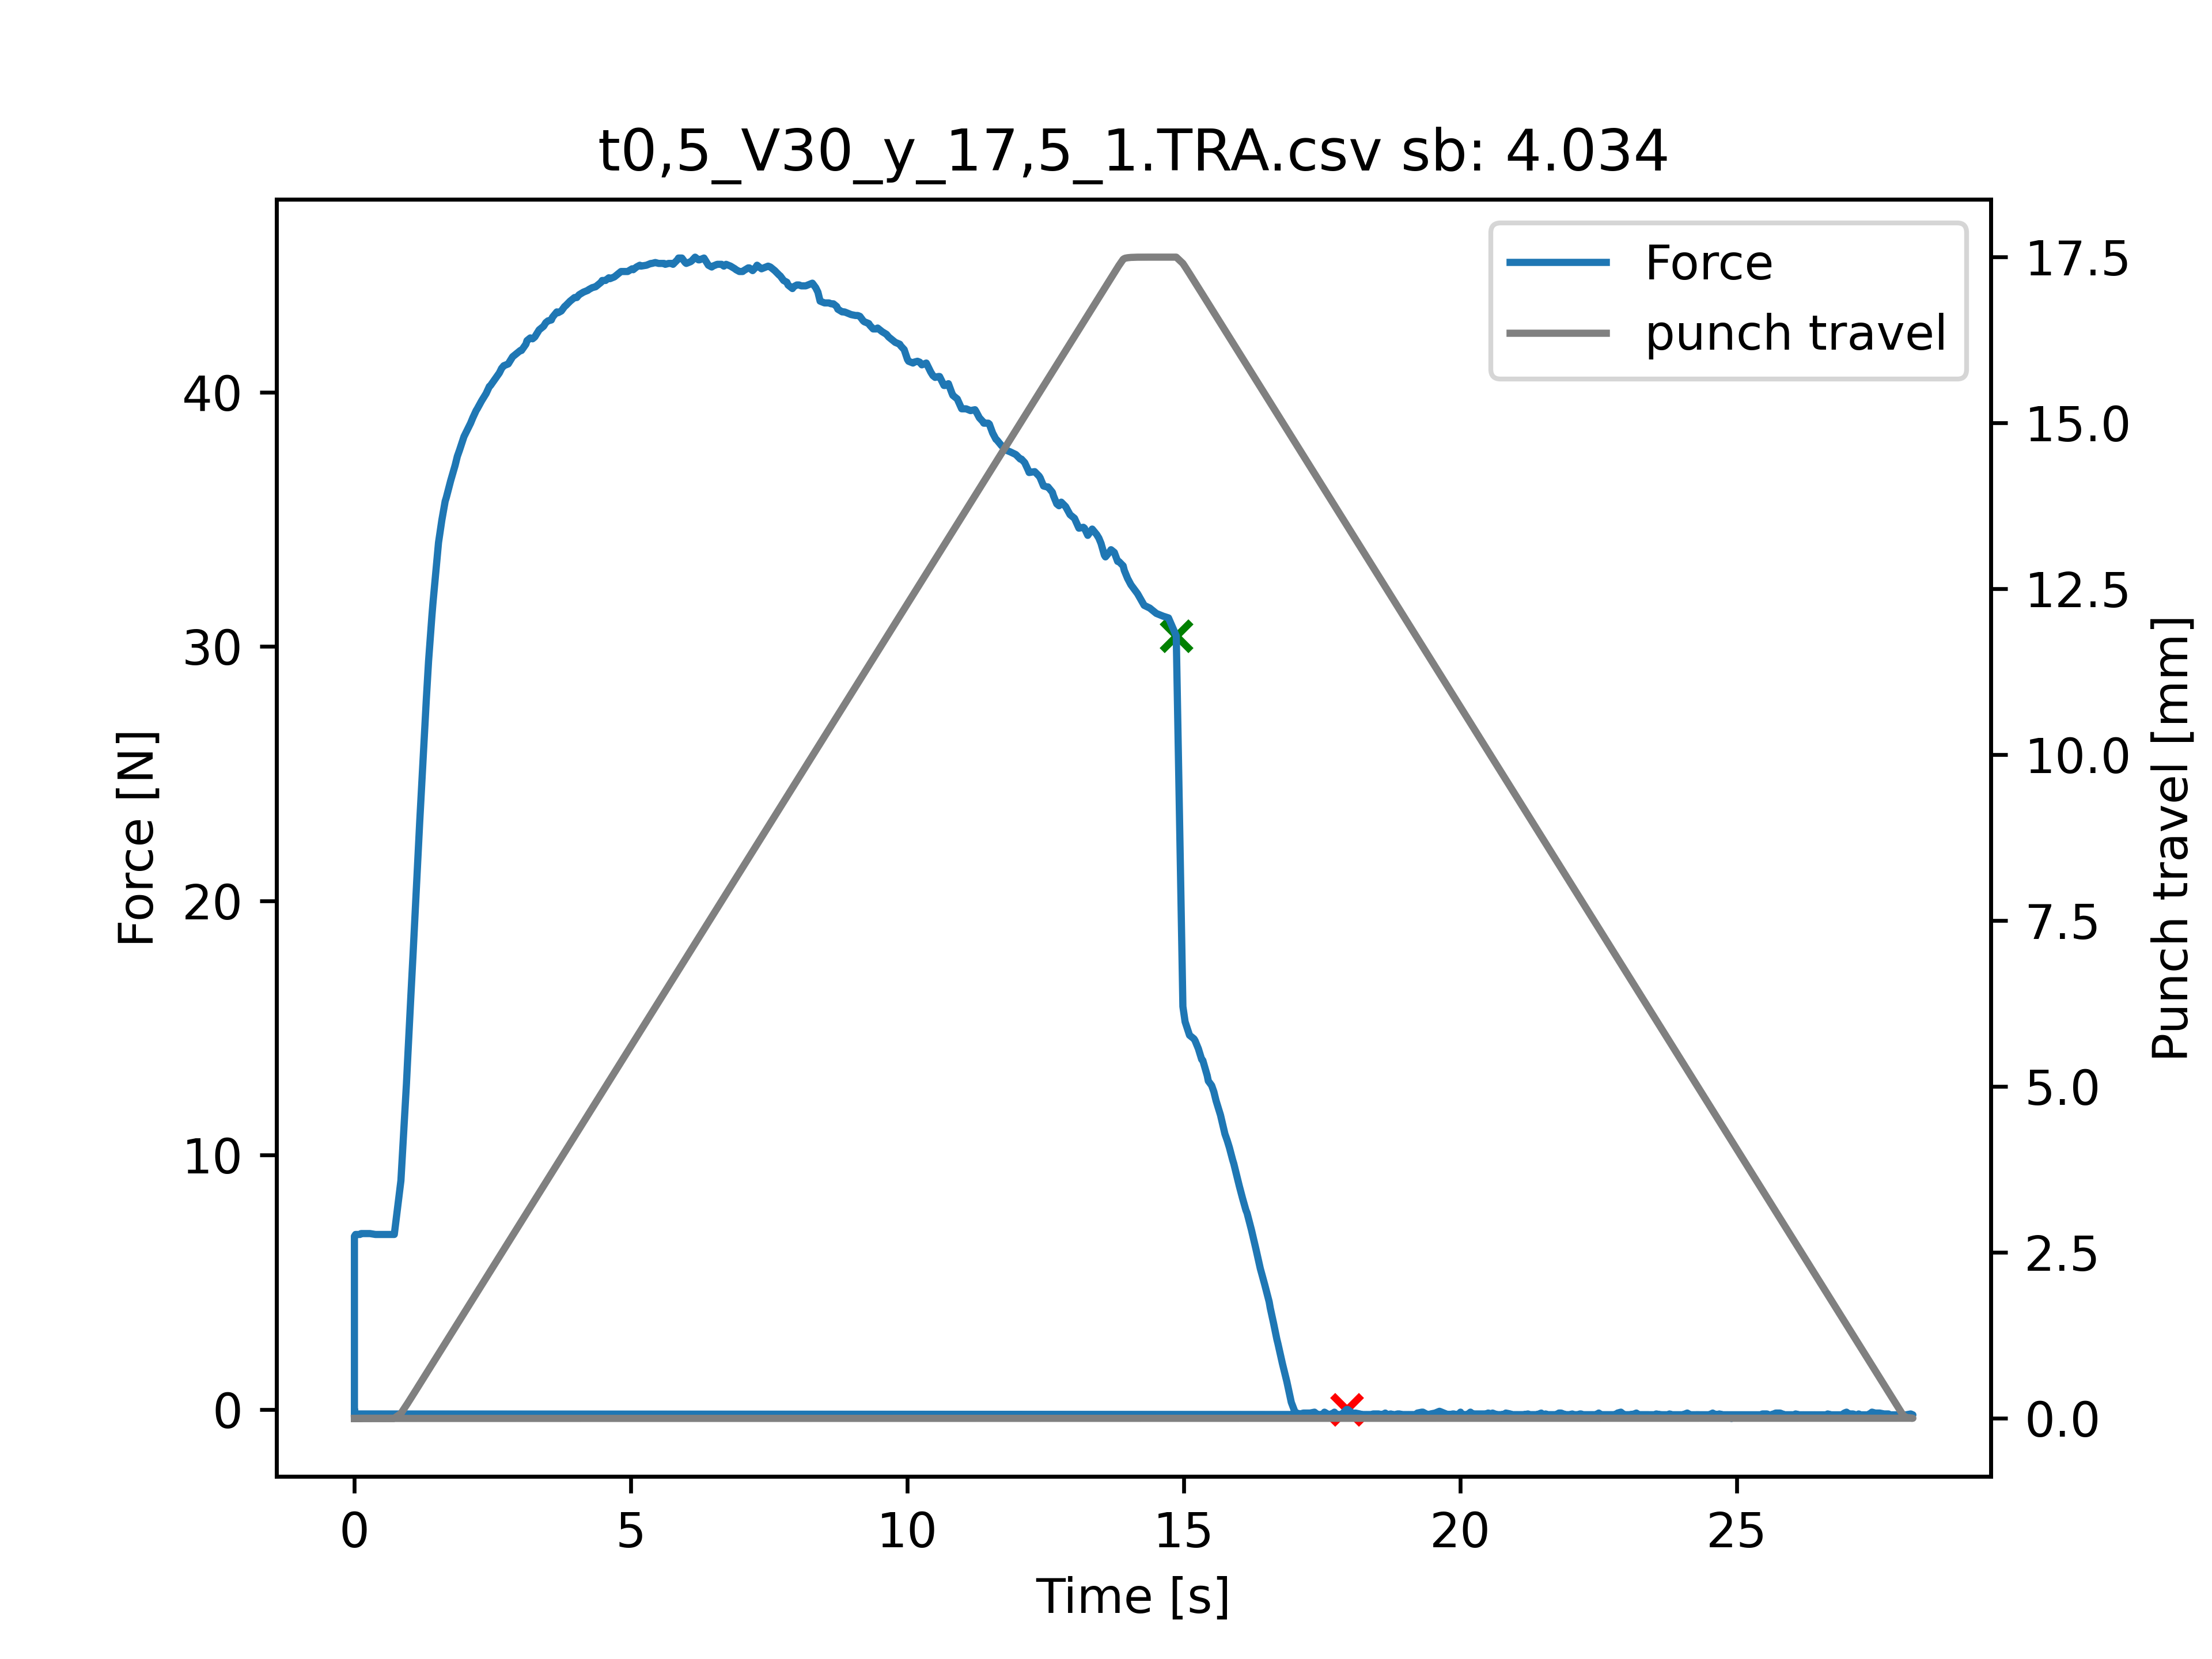 t0,5_V30_y_17,5_1.TRA.csv sb: 4.034
Force
punch travel
Force [N]
40
30
20
10
0
17.5
15.0
12.5
10.0
7.5
5.0
2.5
0.0
Punch travel [mm]
0 5 10 15 20 25
Time [s]